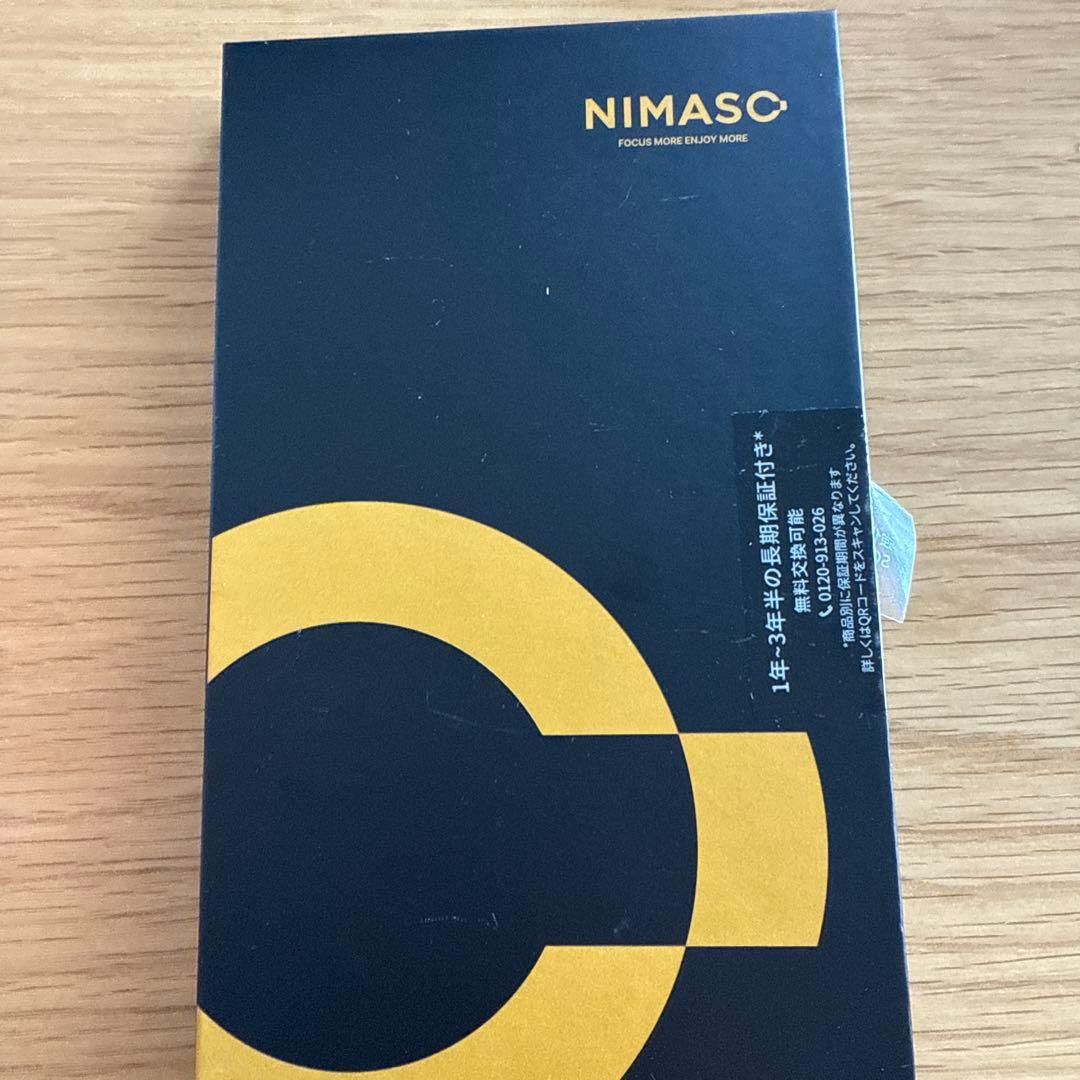 NIMASO
FOCUS MORE ENJOY MORE
1年~3年半の長期保証付き*
無料交換可能
0120-913-026
*商品別に保証期間が異なります
詳しくはQRコードをスキャンしてください。